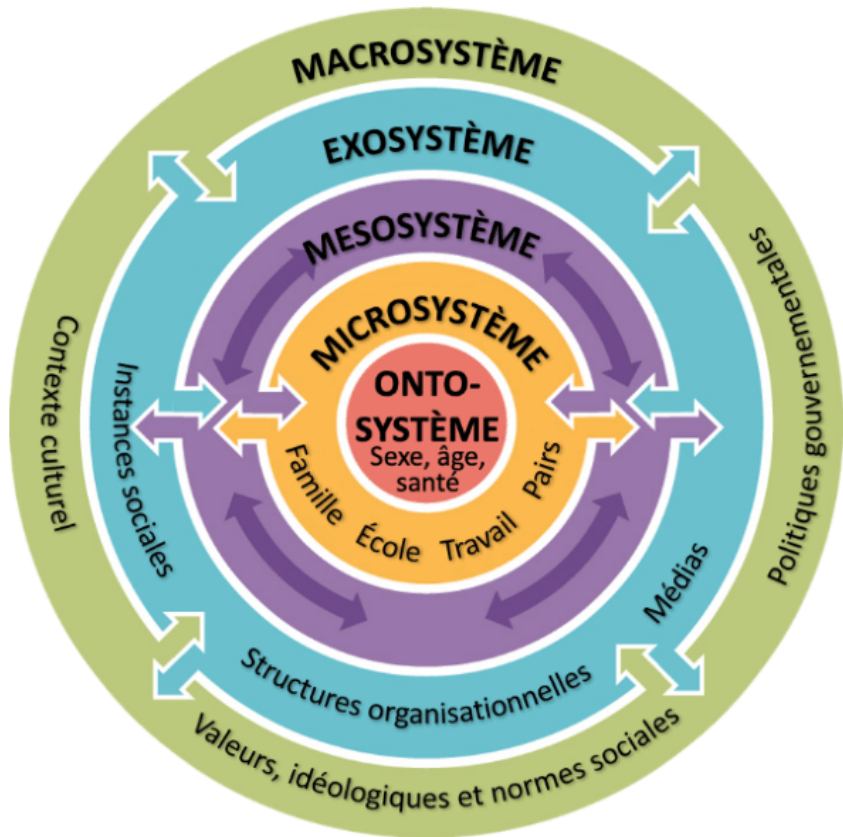 MACROSYSTÈME
EXOSYSTÈME
MESOSYSTÈME
MICROSYSTÈME
ONTO-
SYSTÈME
Sexe, âge,
santé
Famille
École
Travail
Pairs
Instances sociales
Structures organisationnelles
Médias
Contexte culturel
Valeurs, idéologiques et normes sociales
Politiques gouvernementales